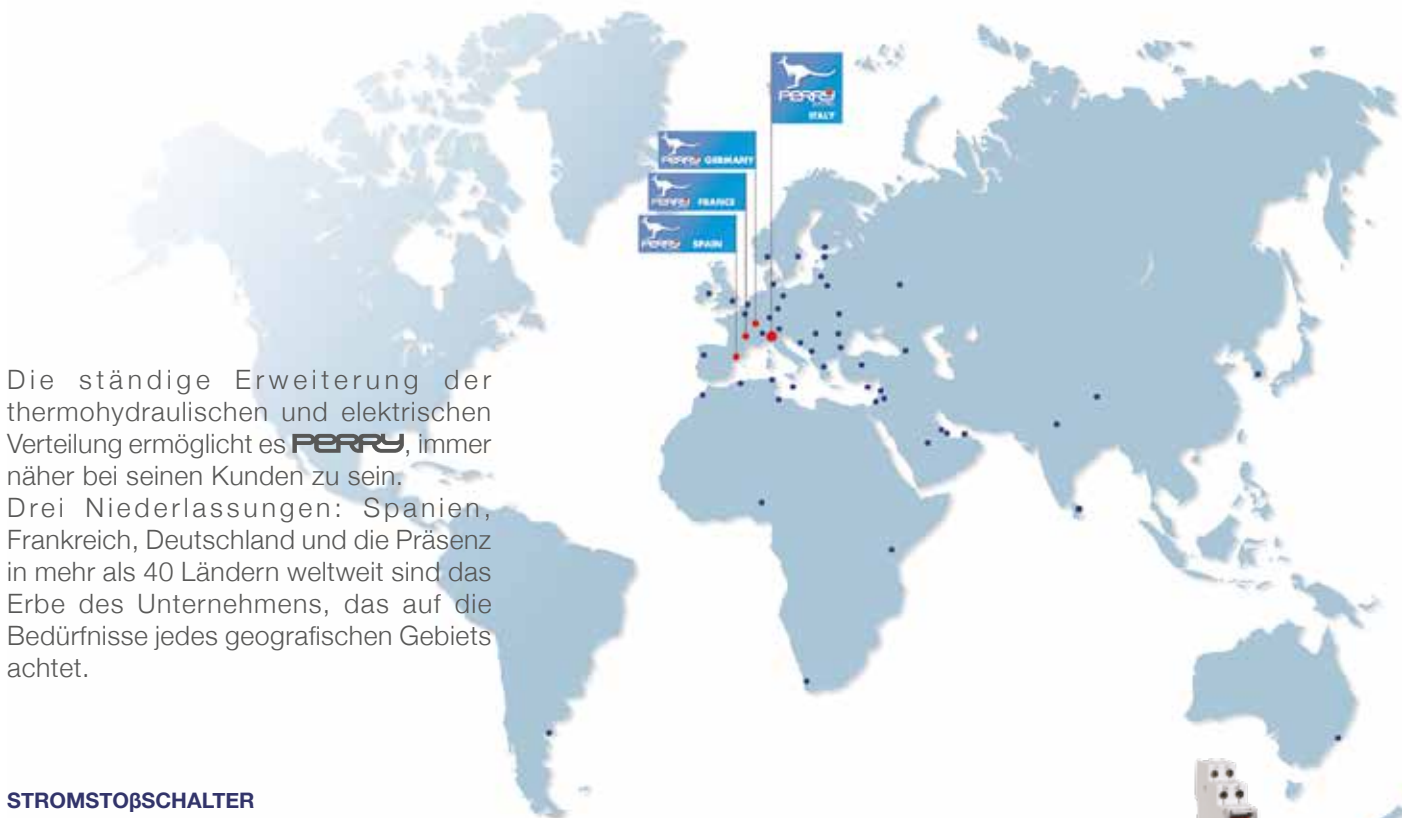 PERRY
ITALY
PERRY GERMANY
PERRY FRANCE
PERRY SPAIN
Die ständige Erweiterung der
thermohydraulischen und elektrischen
Verteilung ermöglicht es PERRY, immer
näher bei seinen Kunden zu sein.
Drei Niederlassungen: Spanien,
Frankreich, Deutschland und die Präsenz
in mehr als 40 Ländern weltweit sind das
Erbe des Unternehmens, das auf die
Bedürfnisse jedes geografischen Gebiets
achtet.
STROMSTOβSCHALTER